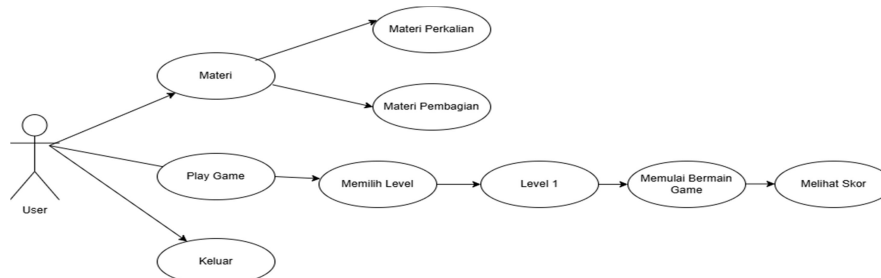 Materi Perkalian
Materi
Materi Pembagian
User
Play Game
Memilih Level
Level 1
Memulai Bermain
Game
Melihat Skor
Keluar